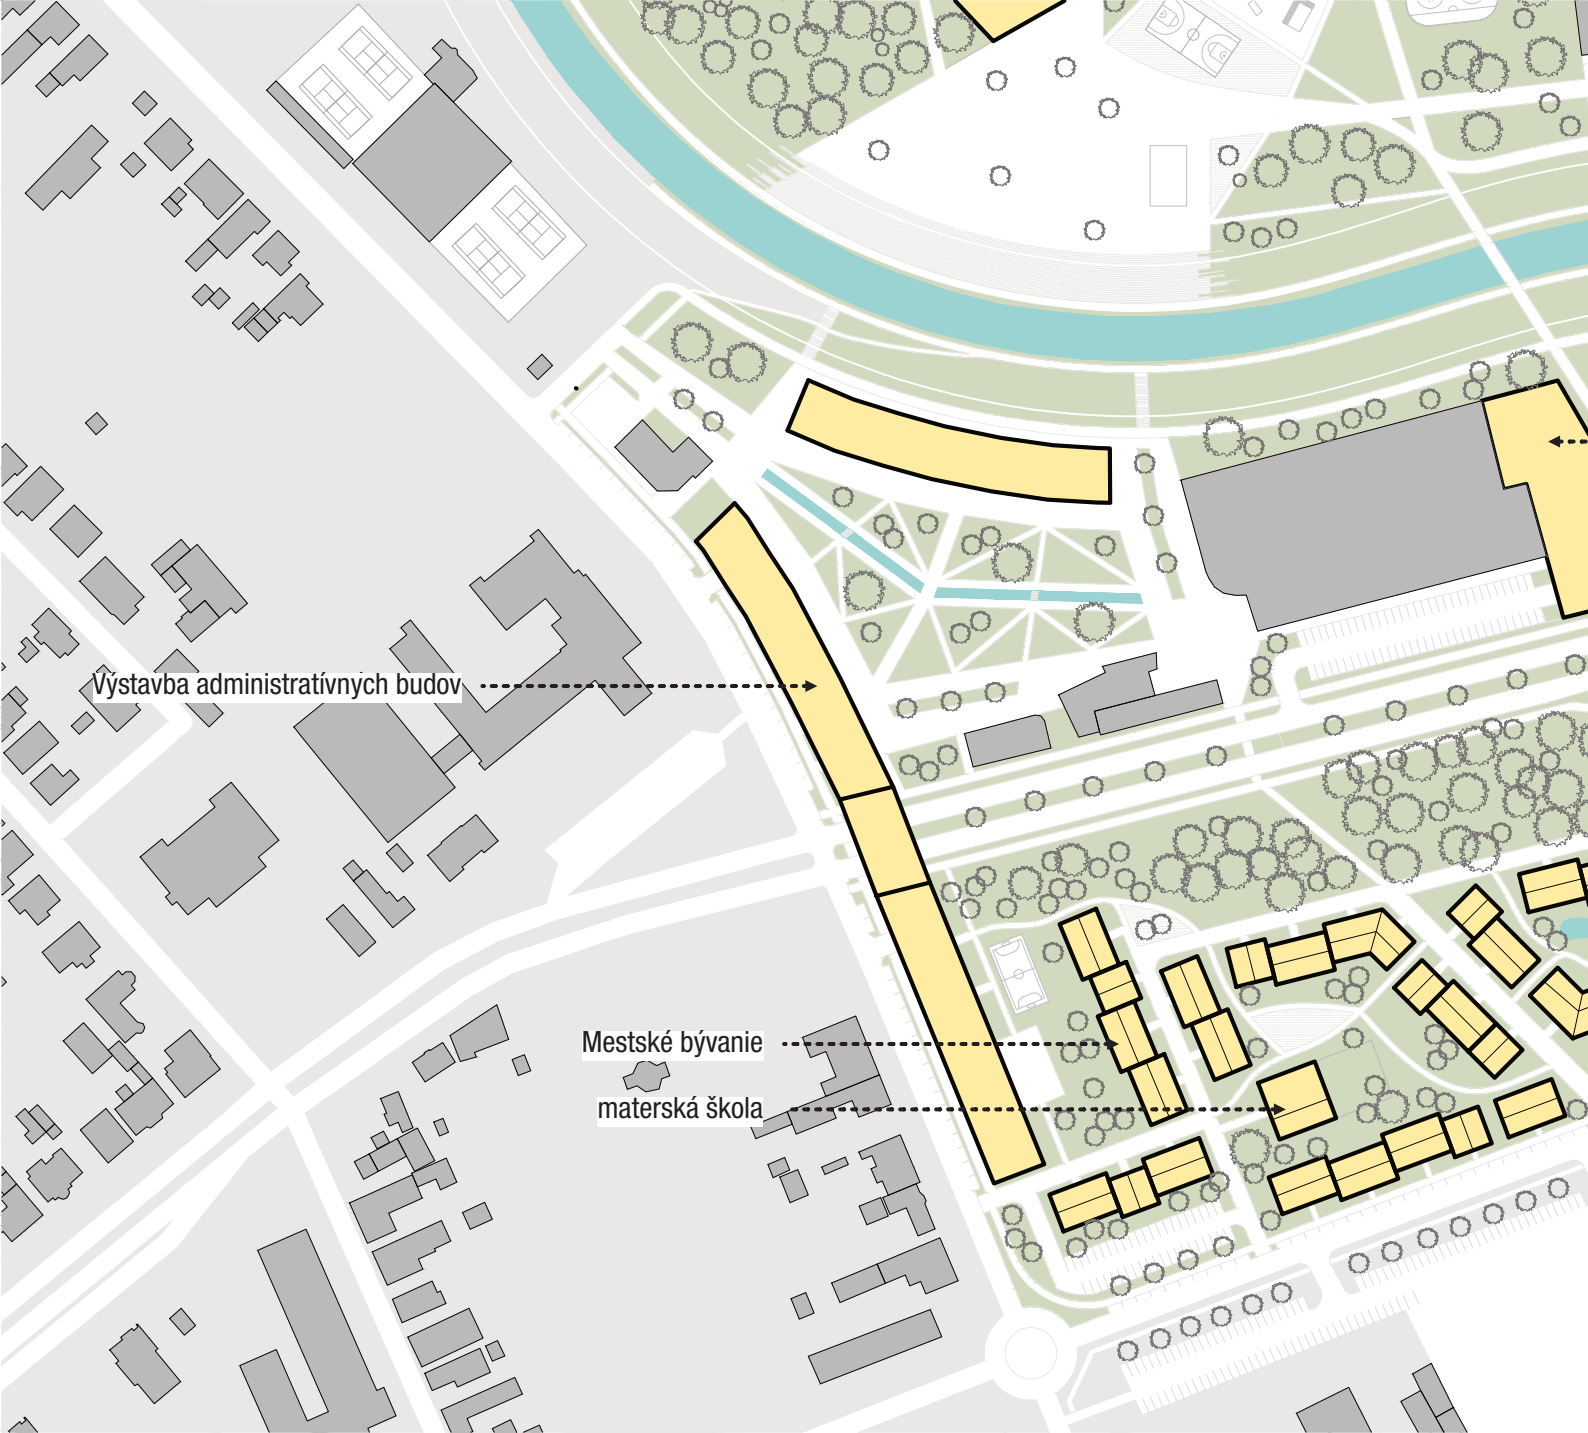 Výstavba administratívnych budov
Mestské bývanie
materská škola